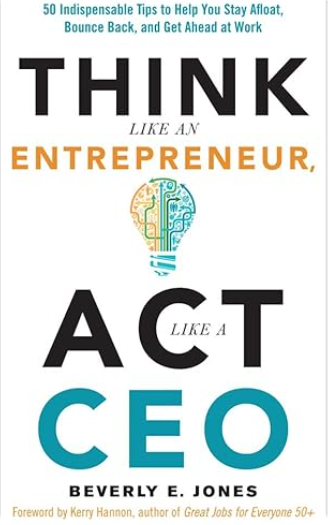 50 Indispensable Tips to Help You Stay Afloat,
Bounce Back, and Get Ahead at Work
THINK
LIKE AN
ENTREPRENEUR,
ACT
LIKE A
CEO
BEVERLY E. JONES
Foreword by Kerry Hannon, author of Great Jobs for Everyone 50+